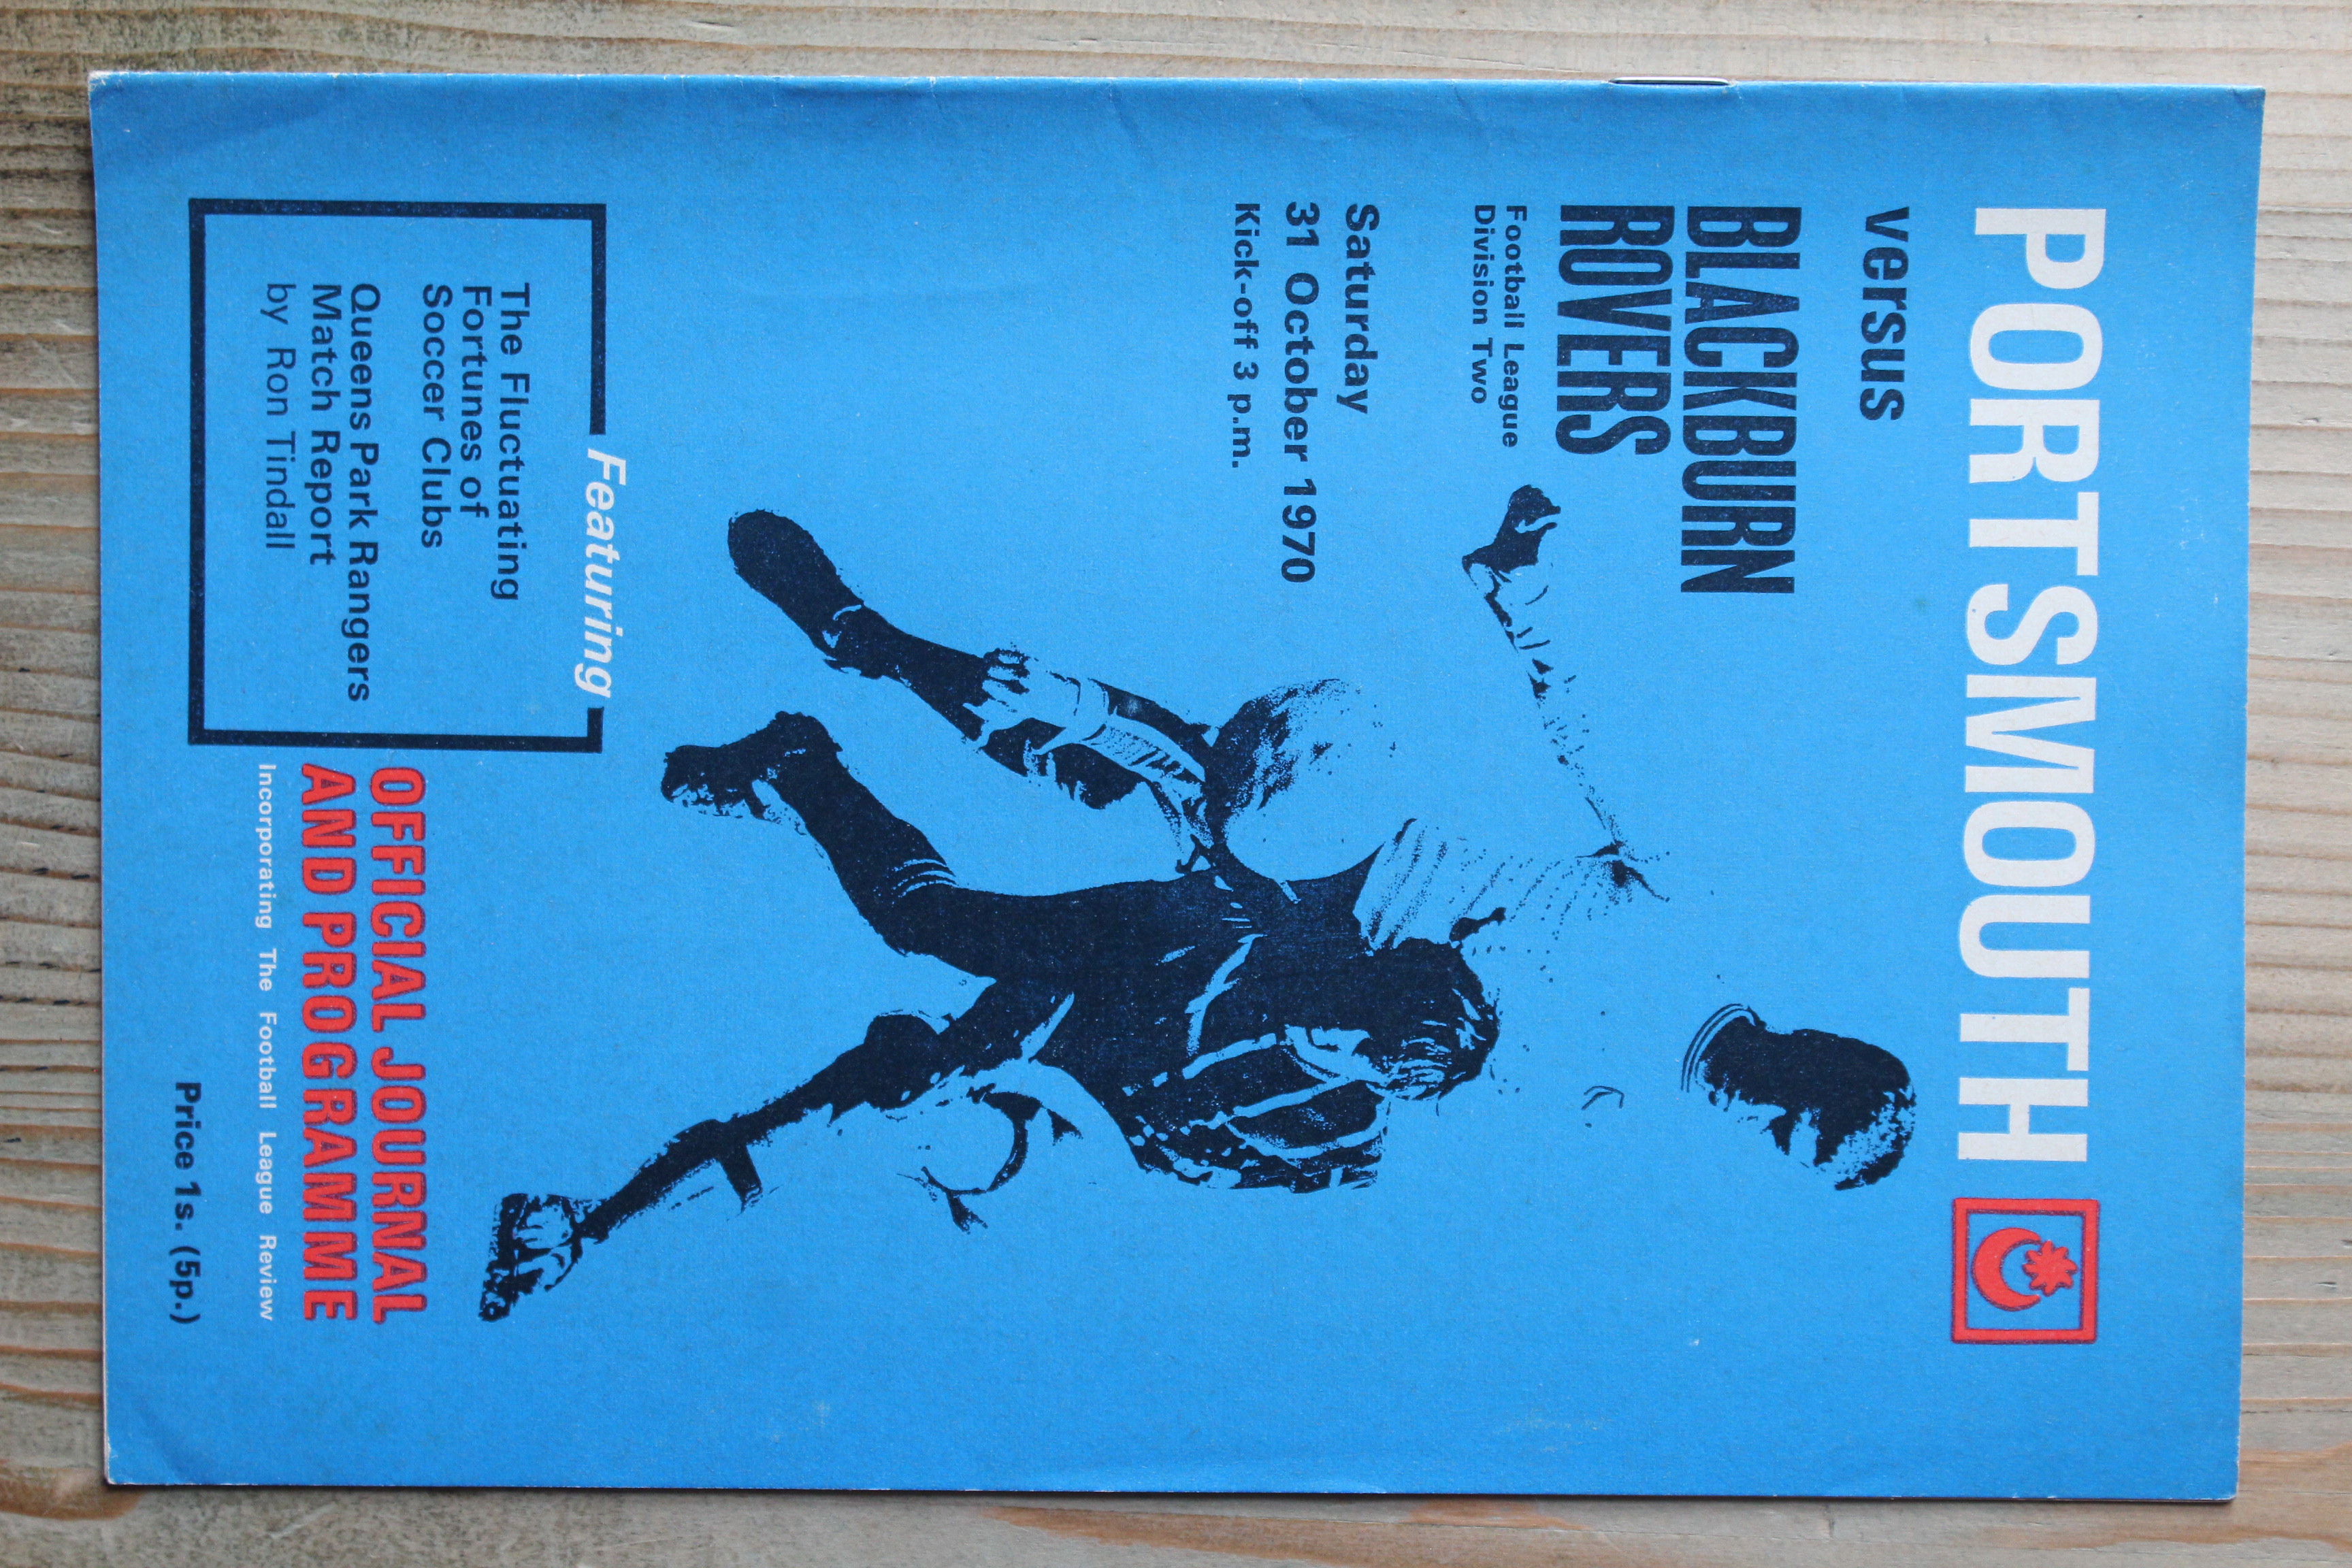 PORTSMOUTH
versus
BLACKBURN
ROVERS
Football League
Division Two
Saturday
31 October 1970
Kick-off 3 p.m.
Featuring
The Fluctuating
Fortunes of
Soccer Clubs
Queens Park Rangers
Match Report
by Ron Tindall
OFFICIAL JOURNAL
AND PROGRAMME
Incorporating The Football League Review
Price 1s. (5p.)